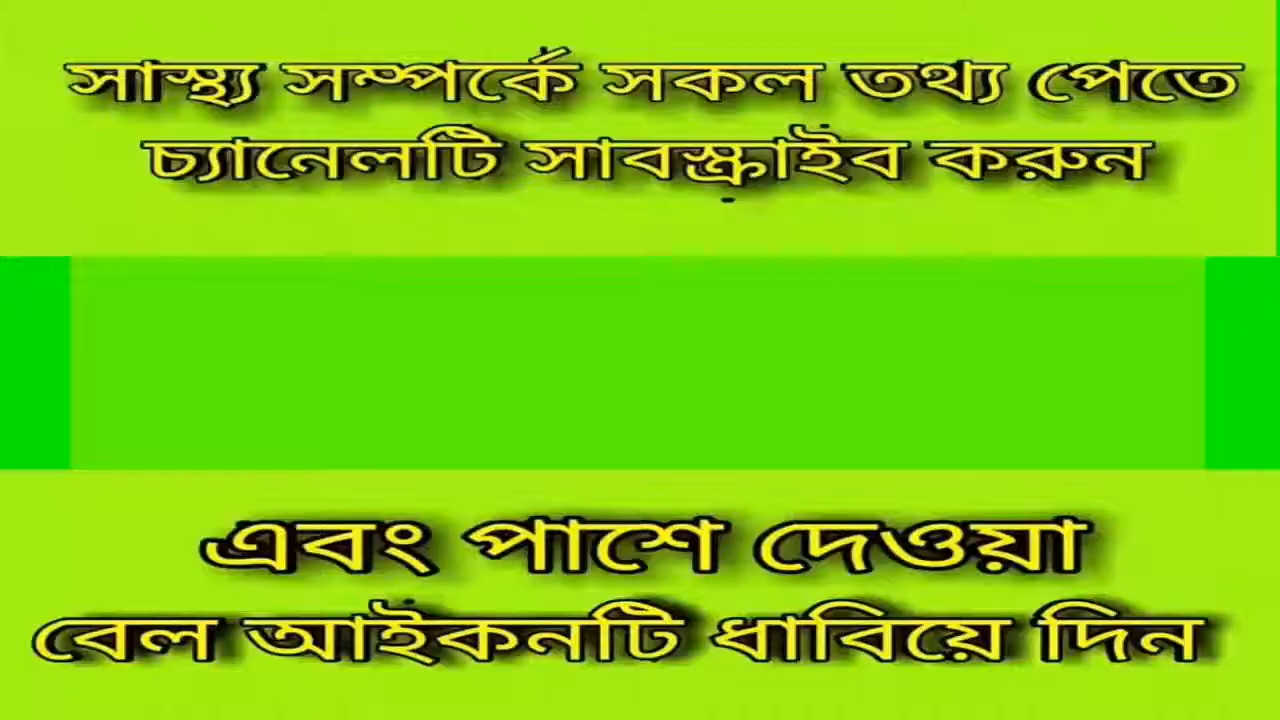 সাস্থ্য সম্পর্কে সকল তথ্য পেতে
চ্যানেলটি সাবস্ক্রাইব করুন
এবং পাশে দেওয়া
বেল আইকনটি ধাবিয়ে দিন